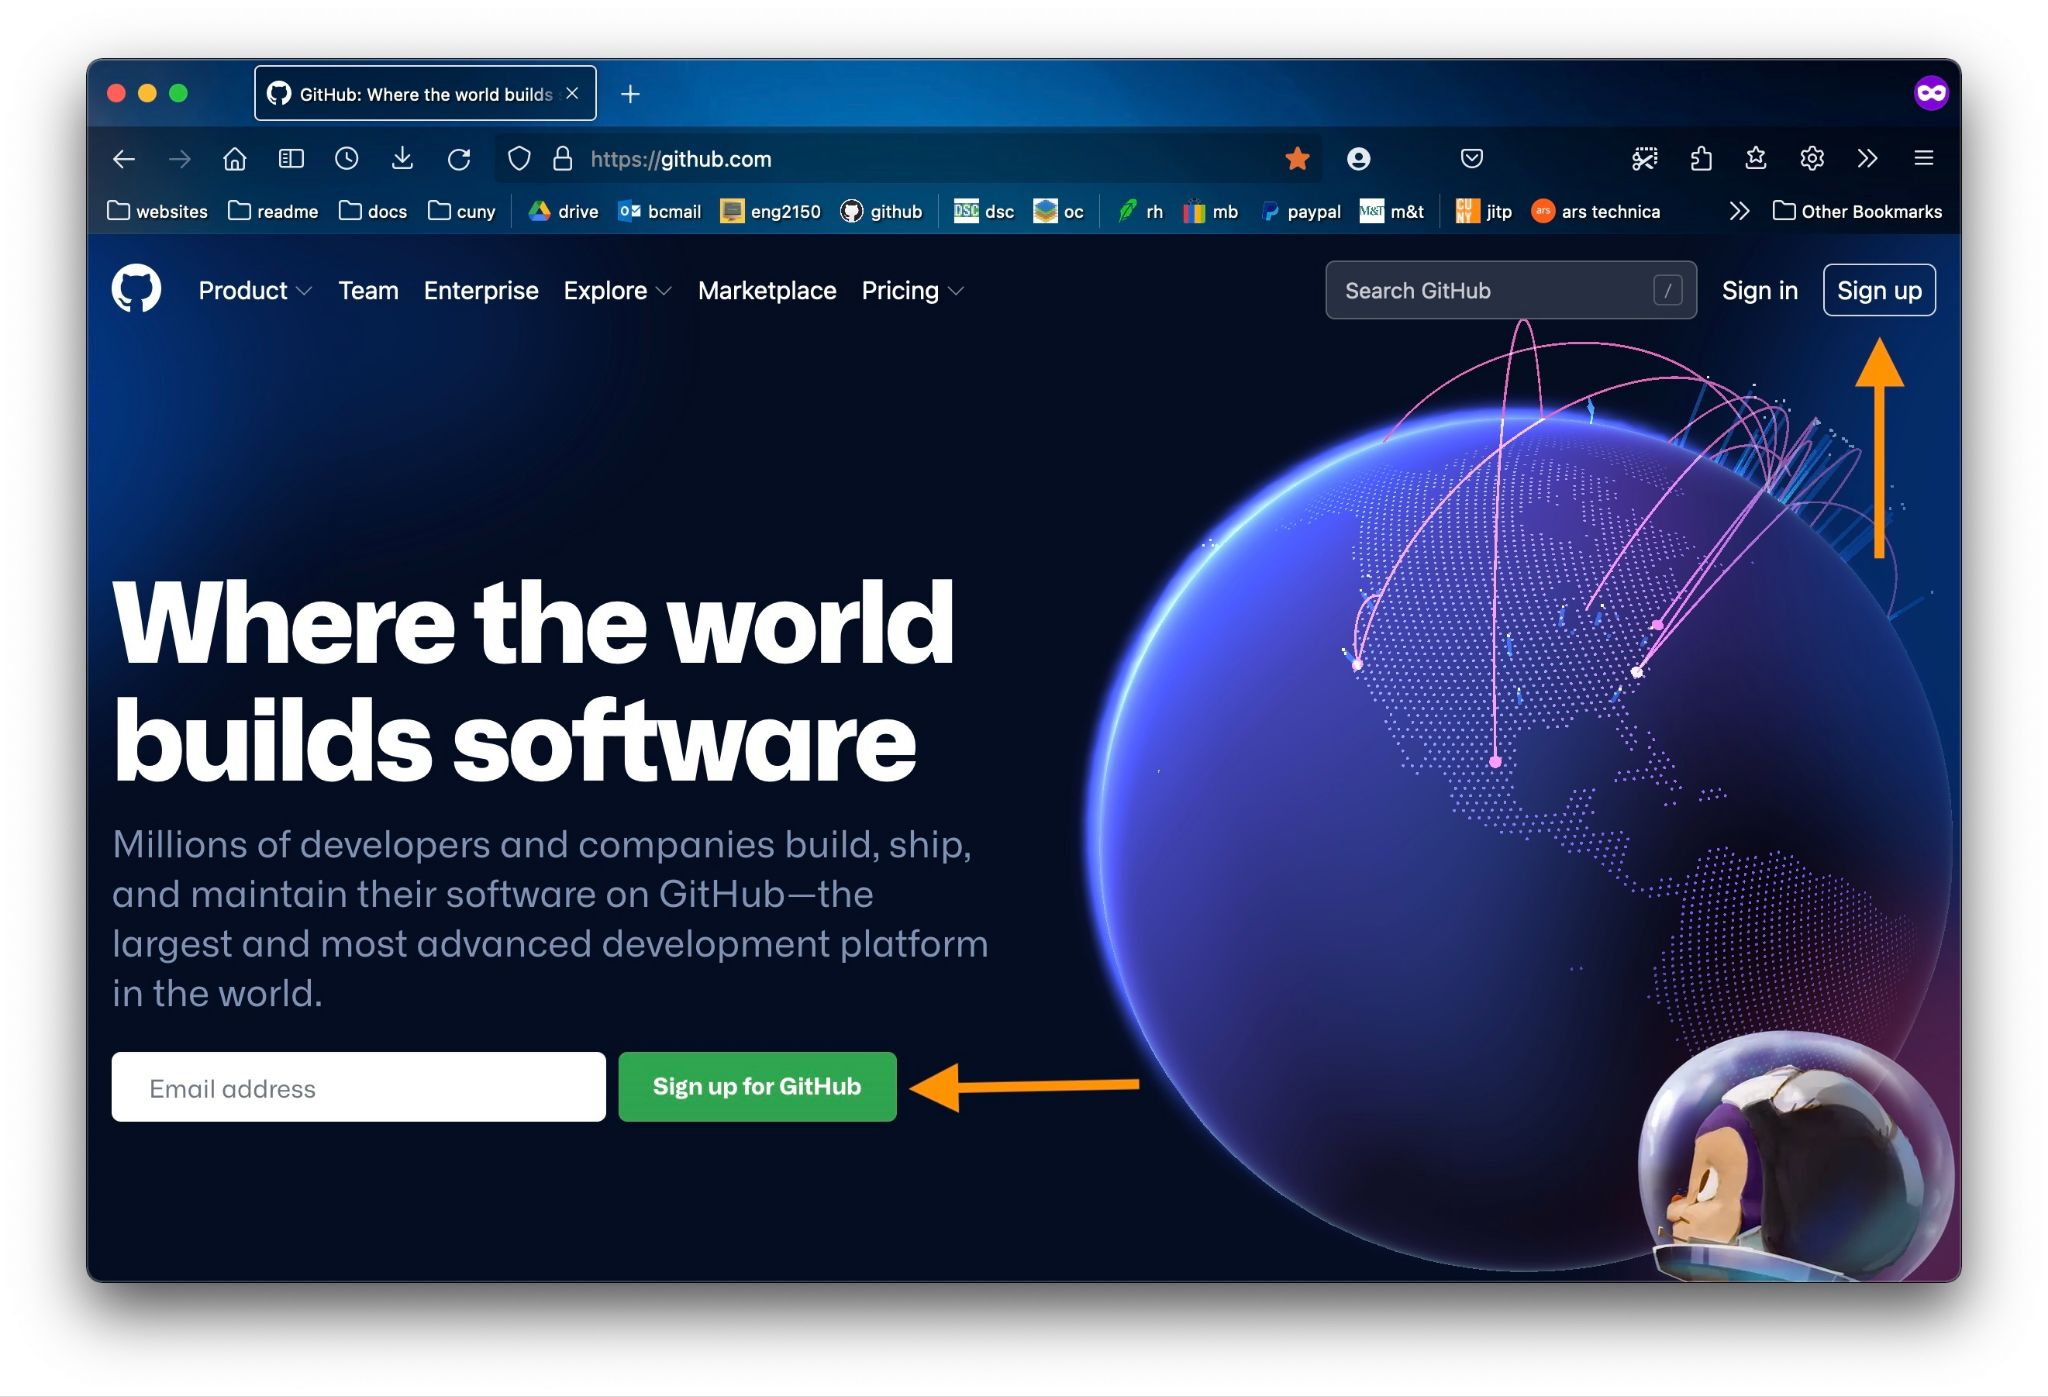 GitHub: Where the world builds
https://github.com
websites readme docs cuny drive bcmail eng2150 github dsc oc rh mb paypal M&T m&t CUNY jitp ars ars technica Other Bookmarks
Product Team Enterprise Explore Marketplace Pricing Search GitHub / Sign in Sign up
Where the world
builds software
Millions of developers and companies build, ship,
and maintain their software on GitHub—the
largest and most advanced development platform
in the world.
Email address Sign up for GitHub